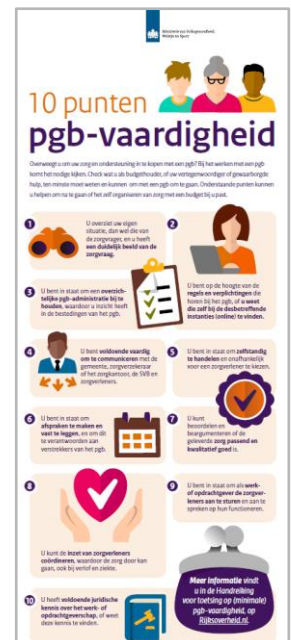 Ministerie van Volksgezondheid,
Welzijn en Sport
10 punten
pgb-vaardigheid
Overweegt u om uw zorg en ondersteuning in te kopen met een pgb? Bij het werken met een pgb
komt het nodige kijken. Check wat u als budgethouder, of uw vertegenwoordiger of gewaarborgde
hulp, ten minste moet weten en kunnen om met een pgb om te gaan. Onderstaande punten kunnen
u helpen om na te gaan of het zelf organiseren van zorg met een budget bij u past.
1
U overziet uw eigen
situatie, dan wel die van
de zorgvrager, en u heeft
een duidelijk beeld van de
zorgvraag.
2
U bent op de hoogte van de
regels en verplichtingen die
horen bij het pgb, of u weet
die zelf bij de desbetreffende
instanties (online) te vinden.
3
U bent in staat om een overzich-
telijke pgb-administratie bij te
houden, waardoor u inzicht heeft
in de bestedingen van het pgb.
4
U bent voldoende vaardig
om te communiceren met de
gemeente, zorgverzekeraar
of het zorgkantoor, de SVB en
zorgverleners.
5
U bent in staat om zelfstandig
te handelen en onafhankelijk
voor een zorgverlener te kiezen.
6
U bent in staat om
afspraken te maken en
vast te leggen, en om dit
te verantwoorden aan
verstrekkers van het pgb.
7
U kunt
beoordelen en
beargumenteren of de
geleverde zorg passend en
kwalitatief goed is.
8
U kunt de inzet van zorgverleners
coördineren, waardoor de zorg door kan
gaan, ook bij verlof en ziekte.
9
U bent in staat om als werk-
of opdrachtgever de zorgver-
leners aan te sturen en aan te
spreken op hun functioneren.
10
U heeft voldoende juridische
kennis over het werk- of
opdrachtgeverschap, of weet
deze kennis te vinden.
Meer informatie vindt
u in de Handreiking
voor toetsing op (minimale)
pgb-vaardigheid, op
Rijksoverheid.nl.